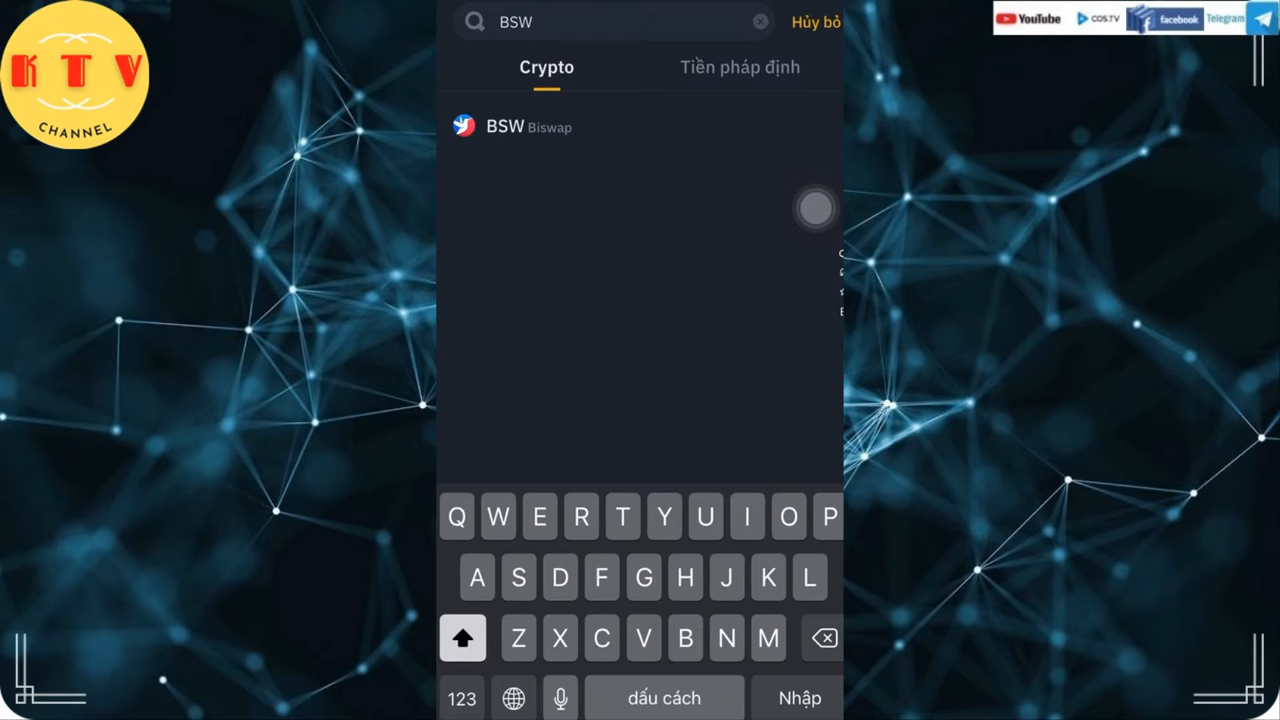 KTV
CHANNEL
YouTube
COS.TV
facebook
Telegram
BSW
Hủy bỏ
Crypto
Tiền pháp định
BSW Biswap
Q W E R T Y U I O P
A S D F G H J K L
Z X C V B N M
123
dấu cách
Nhập